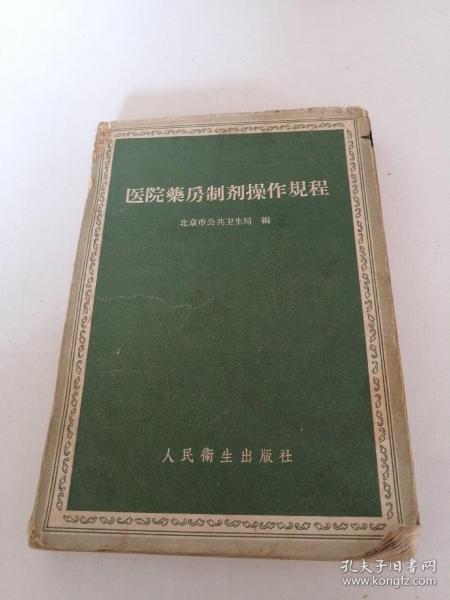 医院藥房制剂操作規程
北京市公共卫生局 編
人民衛生出版社
孔夫子旧书网
www.kongfz.com